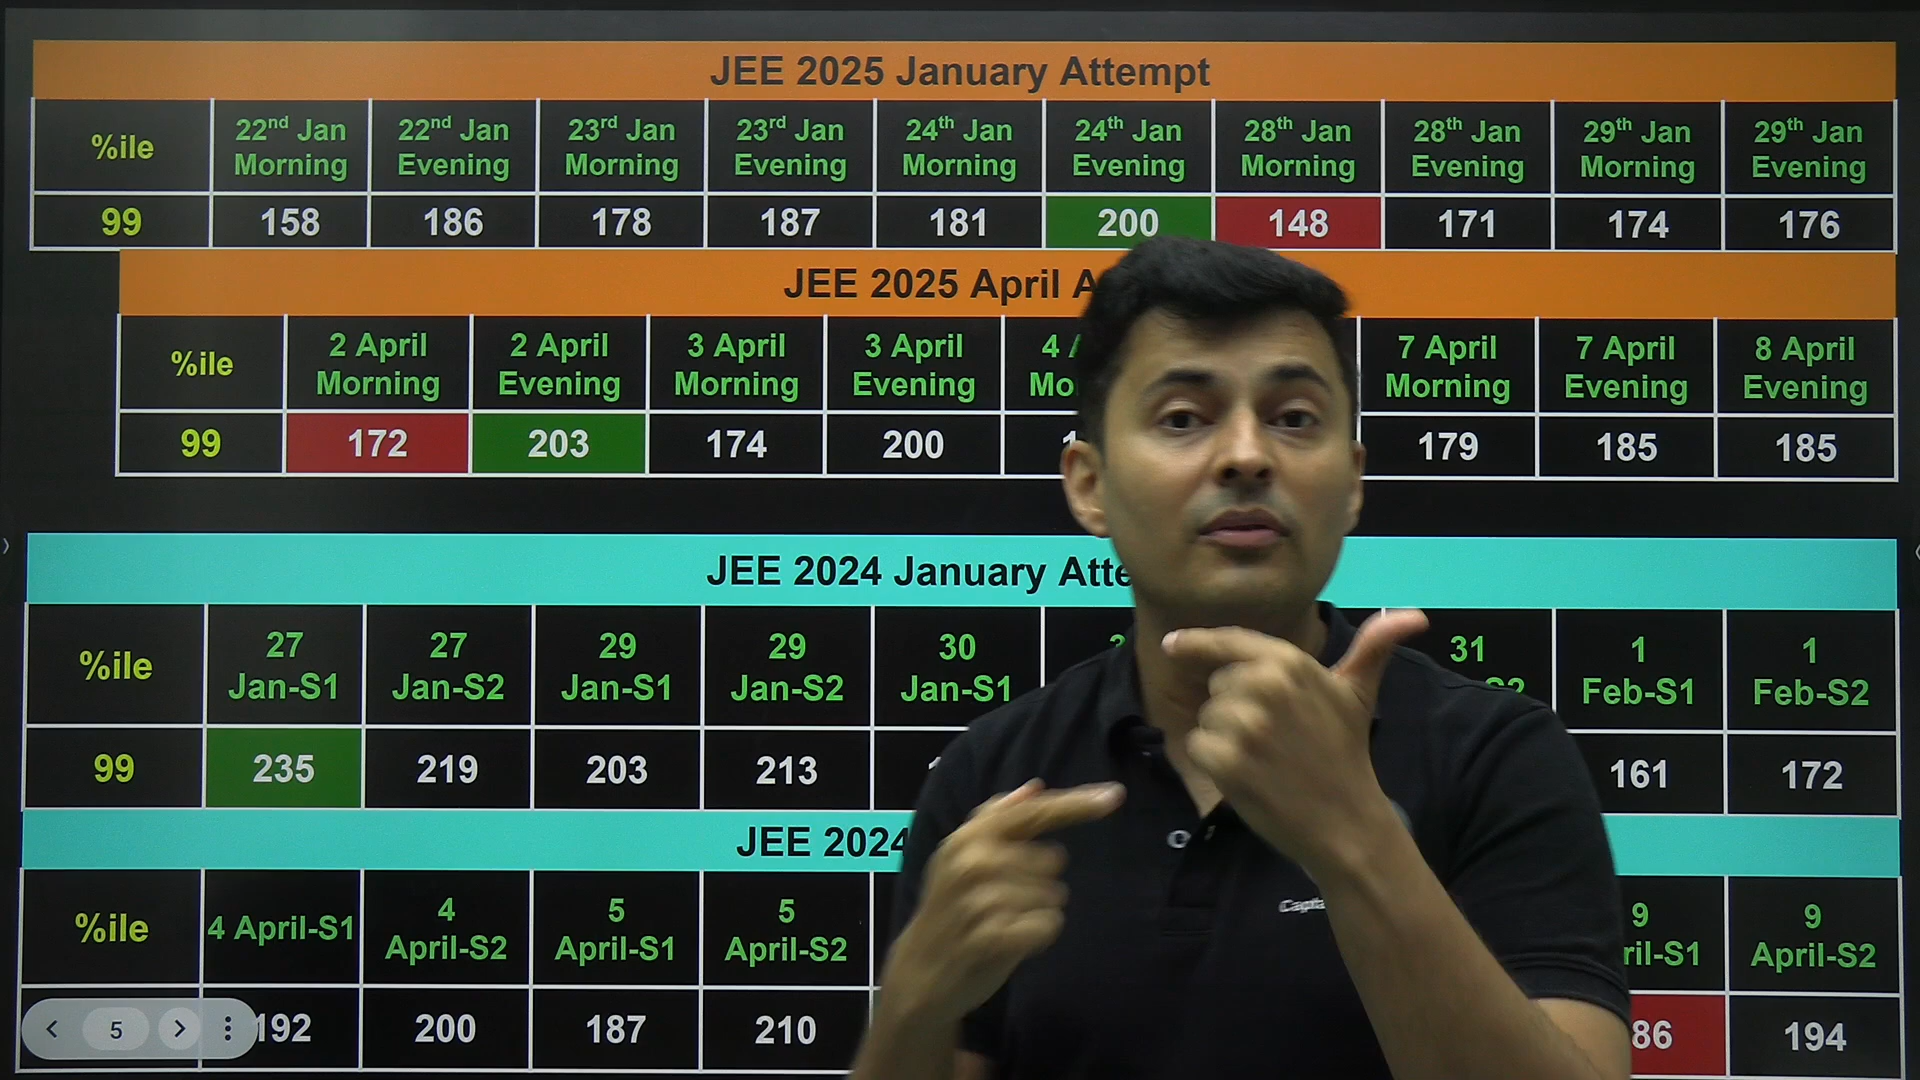 JEE 2025 January Attempt
%ile 22nd Jan Morning 22nd Jan Evening 23rd Jan Morning 23rd Jan Evening 24th Jan Morning 24th Jan Evening 28th Jan Morning 28th Jan Evening 29th Jan Morning 29th Jan Evening
99 158 186 178 187 181 200 148 171 174 176
JEE 2025 April A
%ile 2 April Morning 2 April Evening 3 April Morning 3 April Evening 4 7 April Morning 7 April Evening 8 April Evening
99 172 203 174 200 179 185 185
JEE 2024 January Atte
%ile 27 Jan-S1 27 Jan-S2 29 Jan-S1 29 Jan-S2 30 Jan-S1 31 S2 1 Feb-S1 1 Feb-S2
99 235 219 203 213 161 172
JEE 2024
%ile 4 April-S1 4 April-S2 5 April-S1 5 April-S2 9 ril-S1 9 April-S2
5 192 200 187 210 86 194